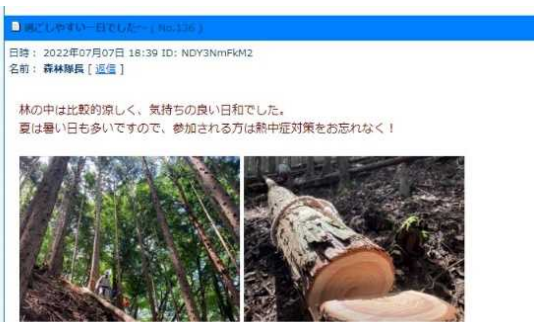 過ごしやすい一日でした～ ( No.136 )
日時： 2022年07月07日 18:39 ID: NDY3NmFkM2
名前： 森林隊長 [ 返信 ]
林の中は比較的涼しく、気持ちの良い日和でした。
夏は暑い日も多いですので、参加される方は熱中症対策をお忘れなく！